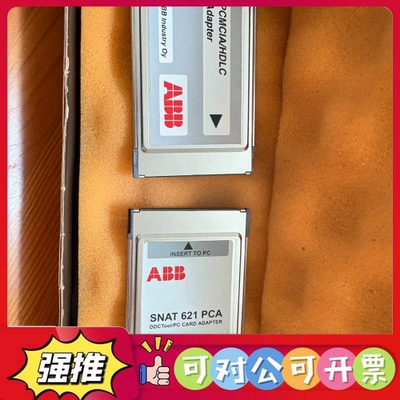 PCMCIA/HDLC
Adapter
ABB Industry Oy
ABB
INSERT TO PC
ABB
SNAT 621 PCA
DDCTool/PC CARD ADAPTER
强推
可对公可开票